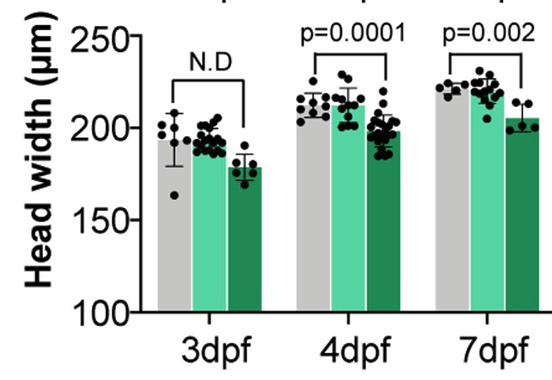 Head width (μm)
250
200
150
100
N.D
p=0.0001
p=0.002
3dpf
4dpf
7dpf